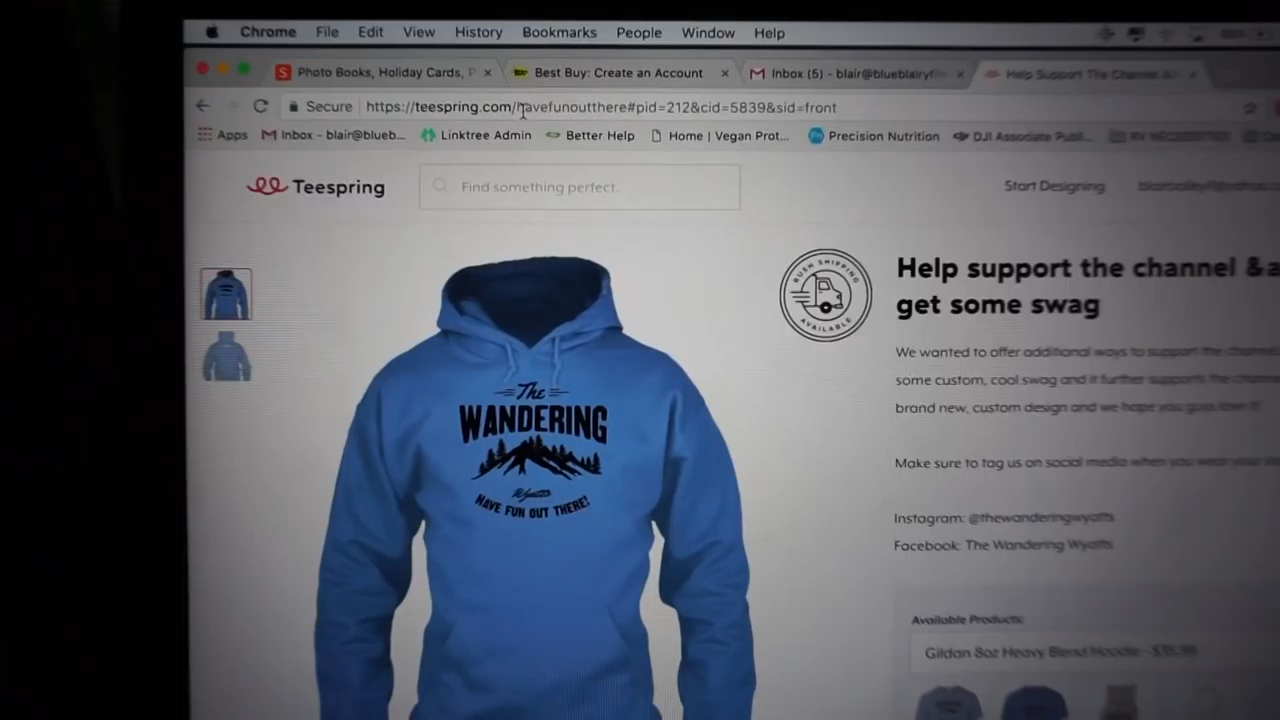 Chrome File Edit View History Bookmarks People Window Help
Photo Books, Holiday Cards, P
Best Buy: Create an Account
Inbox (5) - blair@blueblairyfi
Help Support The Channel &
Secure https://teespring.com/havefunoutthere#pid=212&cid=5839&sid=front
Apps Inbox - blair@blueb... Linktree Admin Better Help Home | Vegan Prot... Precision Nutrition DJI Associate Publi...
Teespring Find something perfect. Start Designing
RUSH SHIPPING
AVAILABLE
Help support the channel &a
get some swag
We wanted to offer additional ways to support the channel
some custom, cool swag and it further supports the channel
brand new, custom design and we hope you guys love it!
Make sure to tag us on social media when you wear your
Instagram: @thewanderingwyatts
Facebook: The Wandering Wyatts
The
WANDERING
Wyatts
HAVE FUN OUT THERE!
Available Products:
Gildan 8oz Heavy Blend Hoodie -